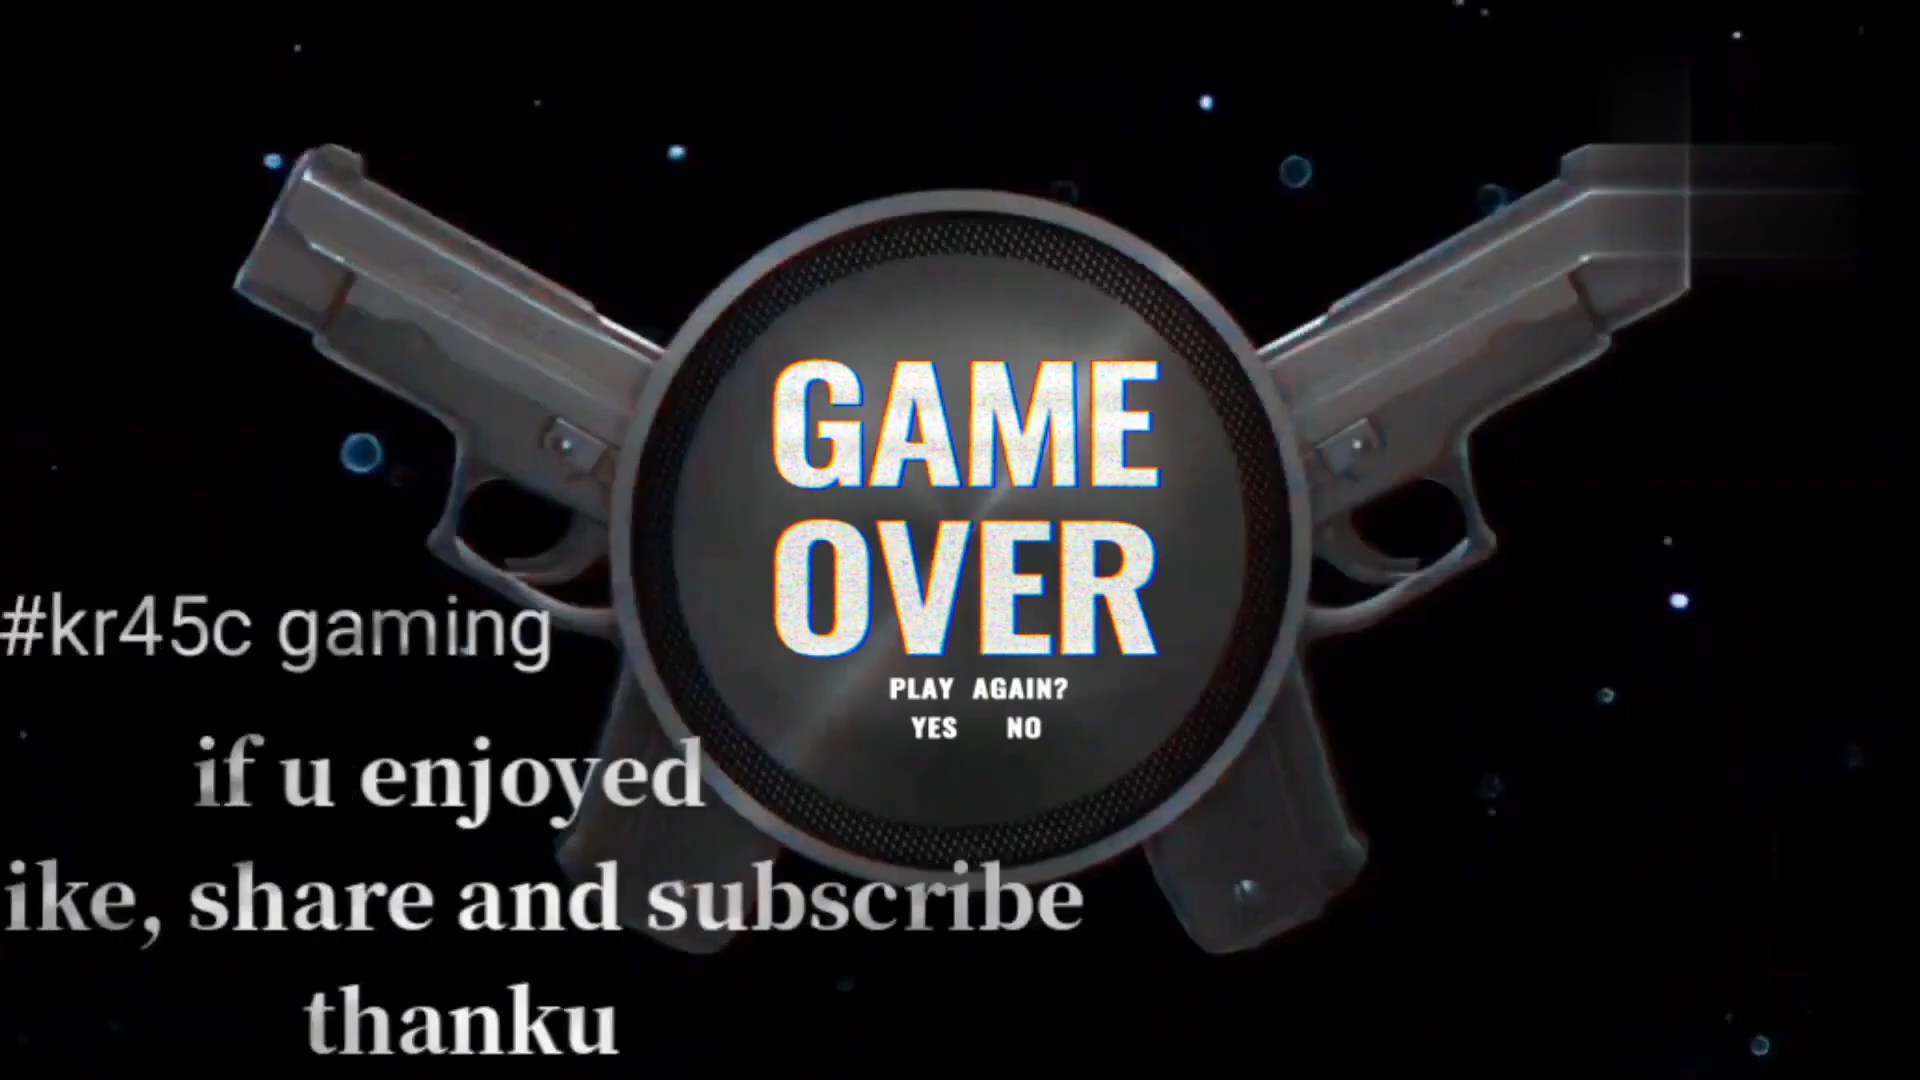 GAME
OVER
PLAY AGAIN?
YES NO
#kr45c gaming
if u enjoyed
ike, share and subscribe
thanku